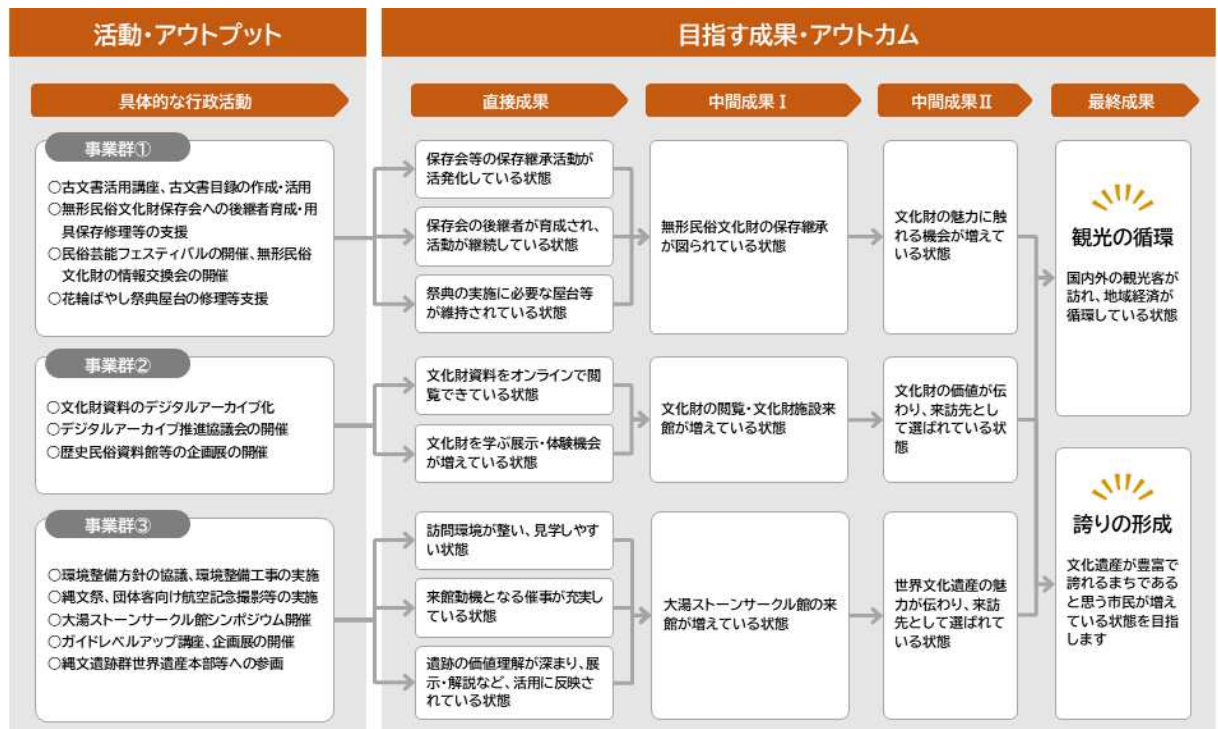 活動・アウトプット
目指す成果・アウトカム
具体的な行政活動
直接成果
中間成果Ⅰ
中間成果Ⅱ
最終成果
事業群①
○古文書活用講座、古文書目録の作成・活用
○無形民俗文化財保存会への後継者育成・用
具保存修理等の支援
○民俗芸能フェスティバルの開催、無形民俗
文化財の情報交換会の開催
○花輪ばやし祭典屋台の修理等支援
保存会等の保存継承活動が
活発化している状態
保存会の後継者が育成され、
活動が継続している状態
祭典の実施に必要な屋台等
が維持されている状態
無形民俗文化財の保存継承
が図られている状態
文化財の魅力に触
れる機会が増えて
いる状態
事業群②
○文化財資料のデジタルアーカイブ化
○デジタルアーカイブ推進協議会の開催
○歴史民俗資料館等の企画展の開催
文化財資料をオンラインで閲
覧できている状態
文化財を学ぶ展示・体験機会
が増えている状態
文化財の閲覧・文化財施設来
館が増えている状態
文化財の価値が伝
わり、来訪先とし
て選ばれている状
態
事業群③
○環境整備方針の協議、環境整備工事の実施
○縄文祭、団体客向け航空記念撮影等の実施
○大湯ストーンサークル館シンポジウム開催
○ガイドレベルアップ講座、企画展の開催
○縄文遺跡群世界遺産本部等への参画
訪問環境が整い、見学しやす
い状態
来館動機となる催事が充実し
ている状態
遺跡の価値理解が深まり、展
示・解説など、活用に反映さ
れている状態
大湯ストーンサークル館の来
館が増えている状態
世界文化遺産の魅
力が伝わり、来訪
先として選ばれて
いる状態
観光の循環
国内外の観光客が
訪れ、地域経済が
循環している状態
誇りの形成
文化遺産が豊富で
誇れるまちである
と思う市民が増え
ている状態を目指
します